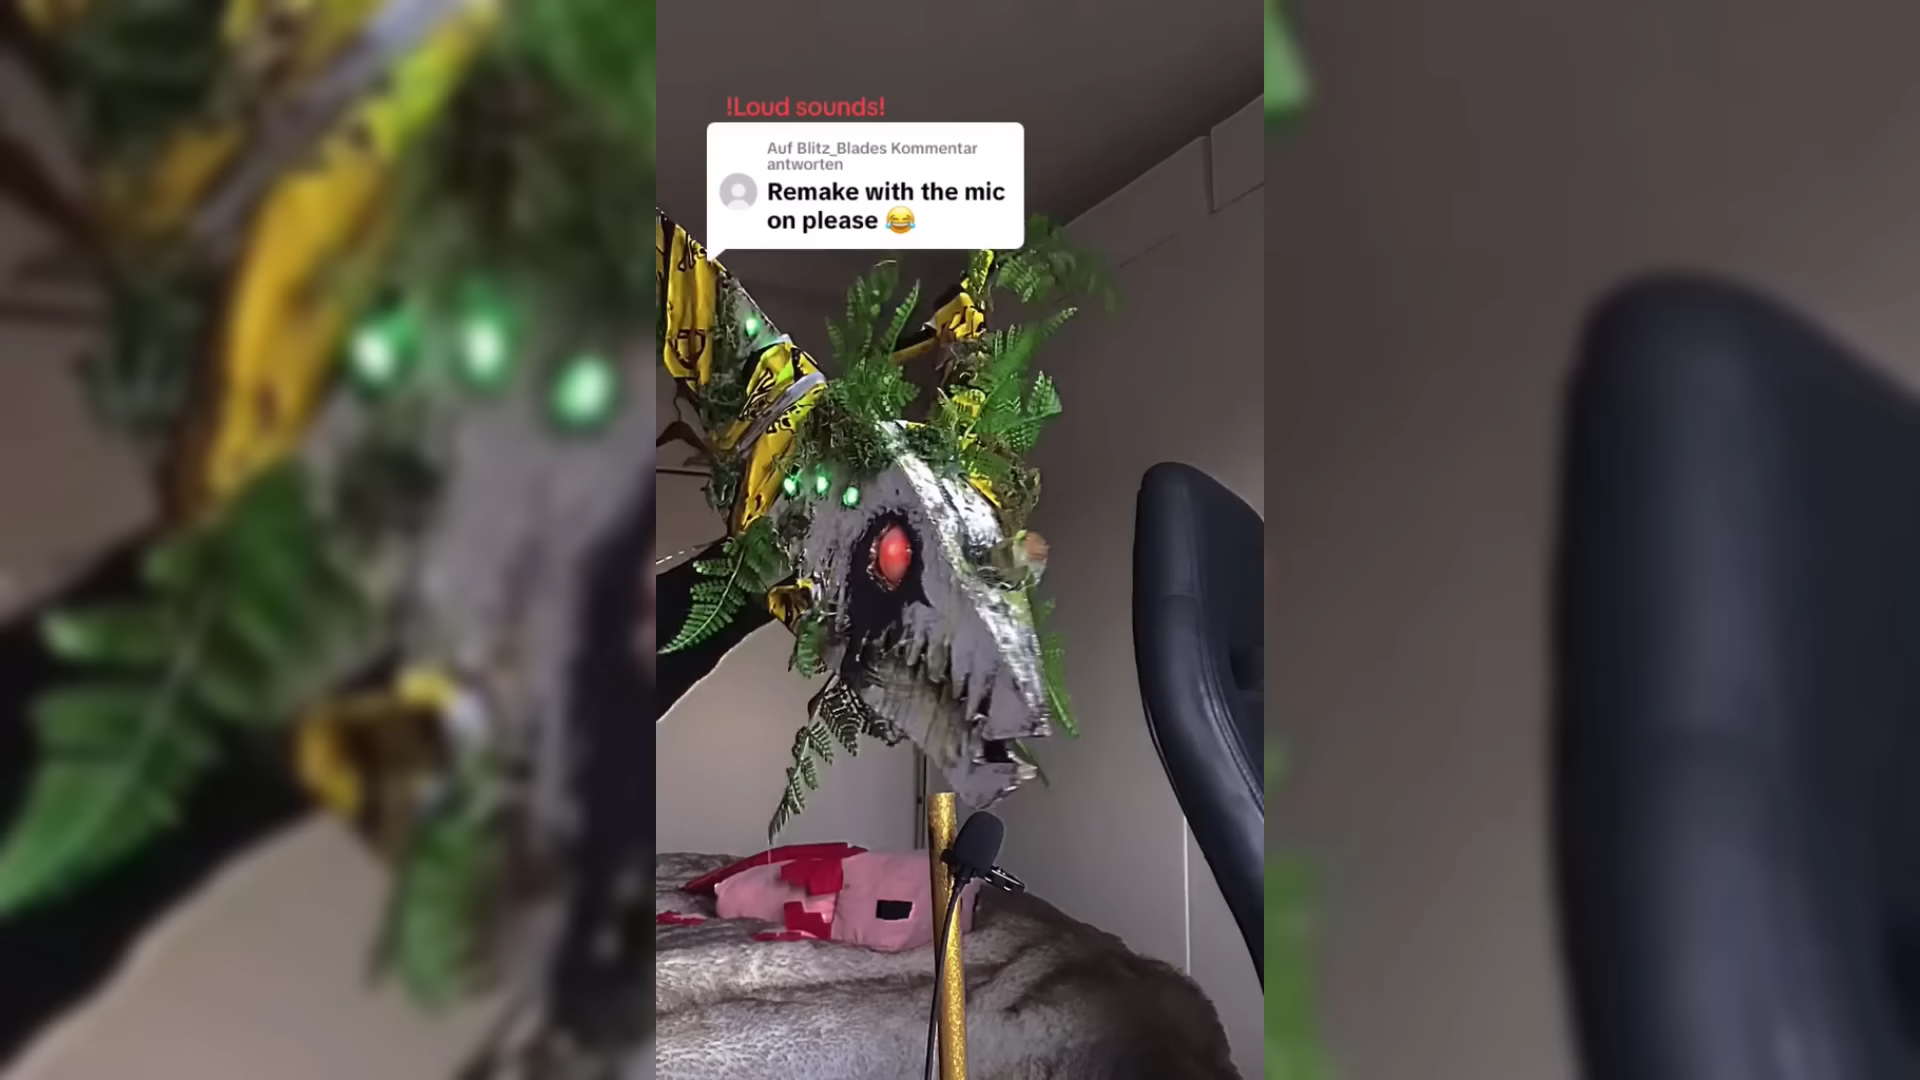 !Loud sounds!
Auf Blitz_Blades Kommentar
antworten
Remake with the mic
on please 😂